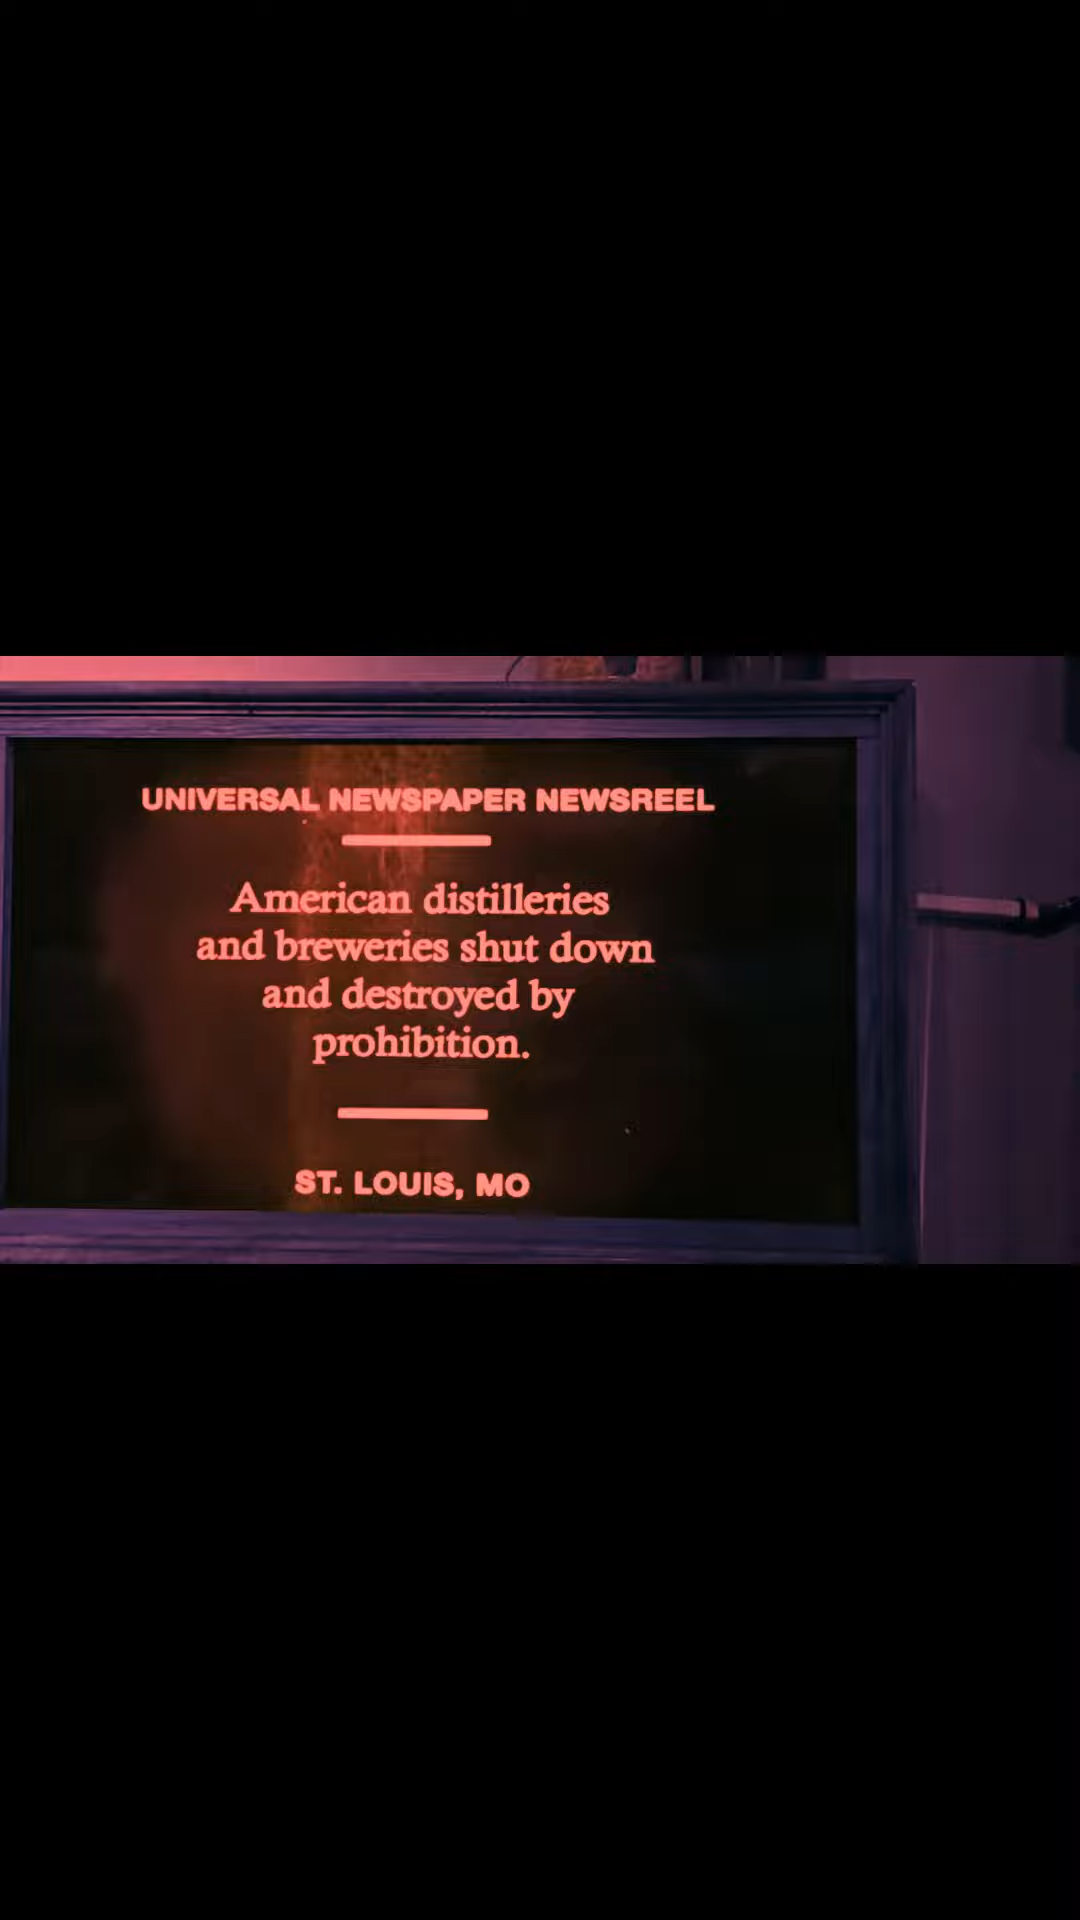 UNIVERSAL NEWSPAPER NEWSREEL
American distilleries
and breweries shut down
and destroyed by
prohibition.
ST. LOUIS, MO